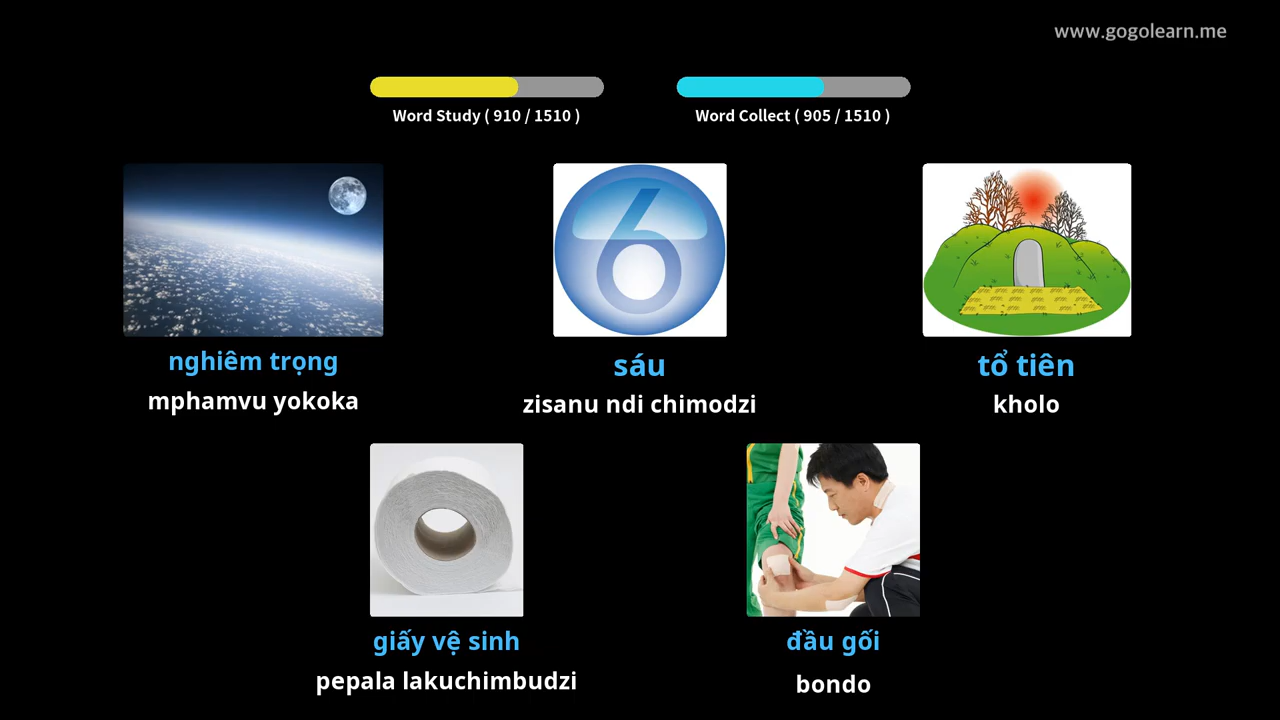 www.gogolearn.me
Word Study ( 910 / 1510 )
Word Collect ( 905 / 1510 )
6
nghiêm trọng
mphamvu yokoka
sáu
zisanu ndi chimodzi
tổ tiên
kholo
giấy vệ sinh
pepala lakuchimbudzi
đầu gối
bondo